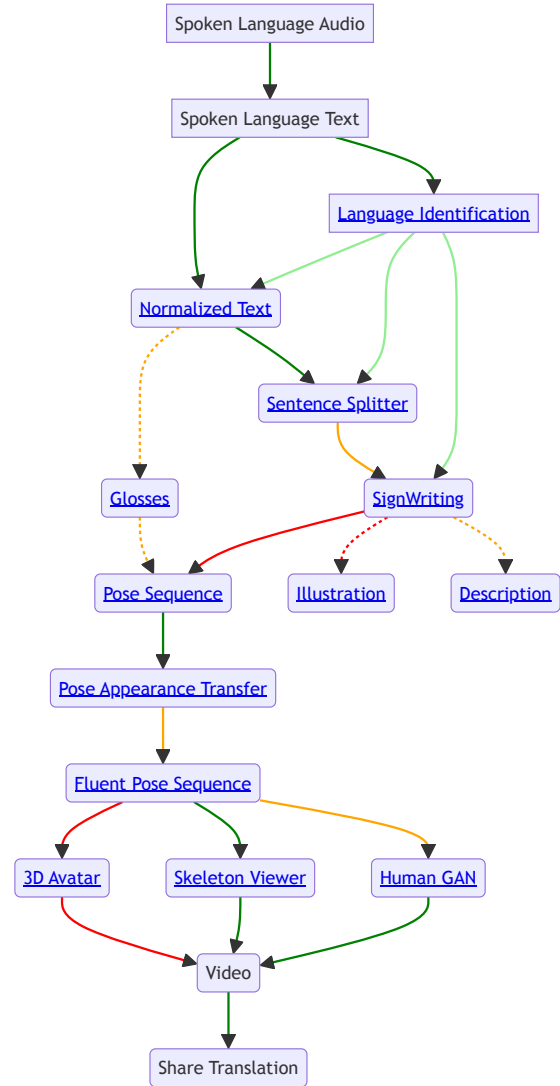 Spoken Language Audio
Spoken Language Text
Language Identification
Normalized Text
Sentence Splitter
Glosses
SignWriting
Pose Sequence
Illustration
Description
Pose Appearance Transfer
Fluent Pose Sequence
3D Avatar
Skeleton Viewer
Human GAN
Video
Share Translation